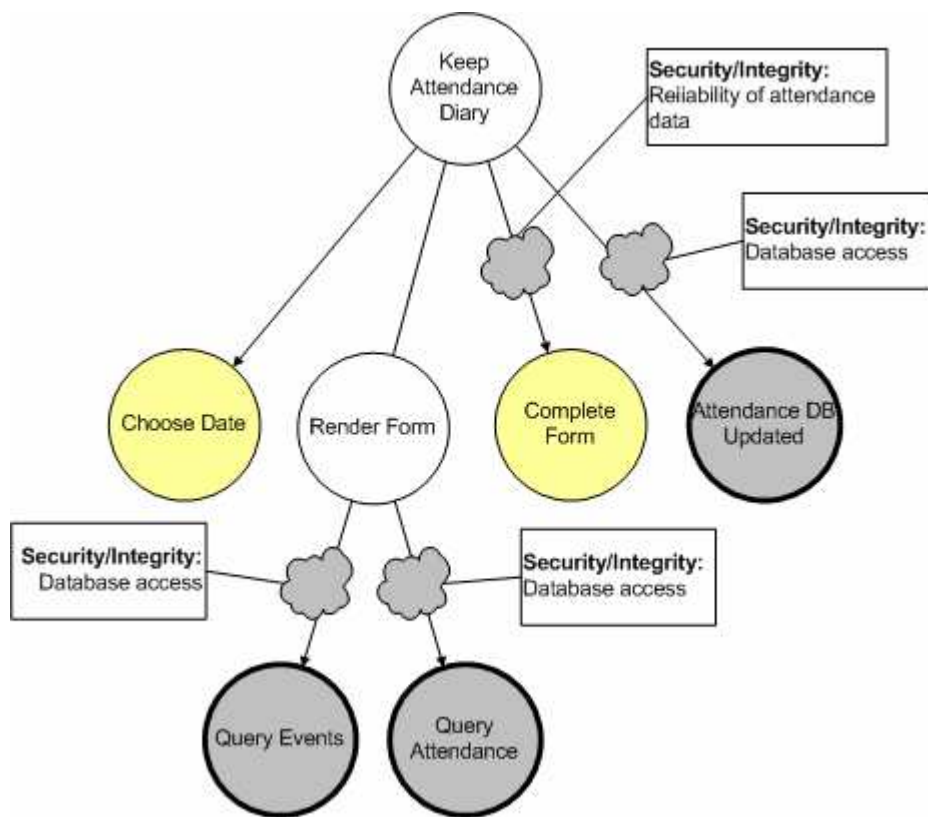 Keep
Attendance
Diary
Security/Integrity:
Reiiability of attendance
data
Security/Integrity:
Database access
Choose Date
Render Form
Complete
Form
Attendance DB
Updated
Security/Integrity:
Database access
Security/Integrity:
Database access
Query Events
Query
Attendance